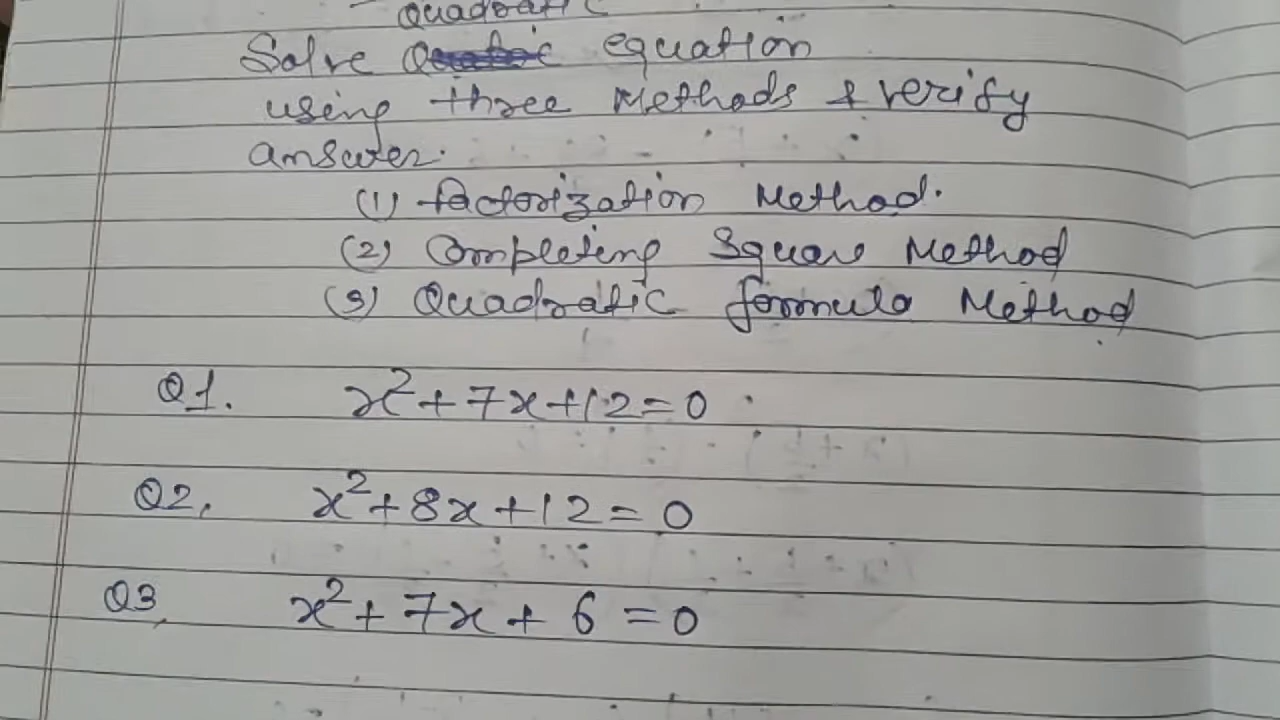 Quadratic
Solve equation
using three Methods & verify
answer.
(1) factorization Method.
(2) Completing Square Method
(3) Quadratic formula Method
Q1. x²+7x+12=0
Q2. x²+8x+12=0
Q3, x²+7x+6=0